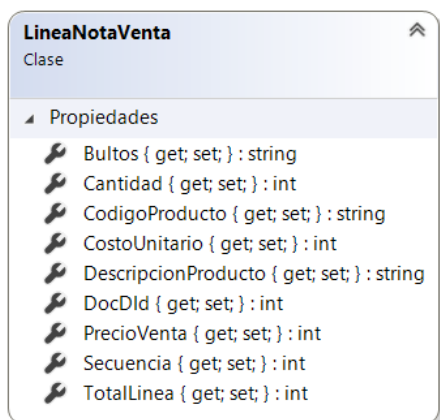 LineaNotaVenta
Clase
Propiedades
Bultos { get; set; } : string
Cantidad { get; set; } : int
CodigoProducto { get; set; } : string
CostoUnitario { get; set; } : int
DescripcionProducto { get; set; } : string
DocDId { get; set; } : int
PrecioVenta { get; set; } : int
Secuencia { get; set; } : int
TotalLinea { get; set; } : int